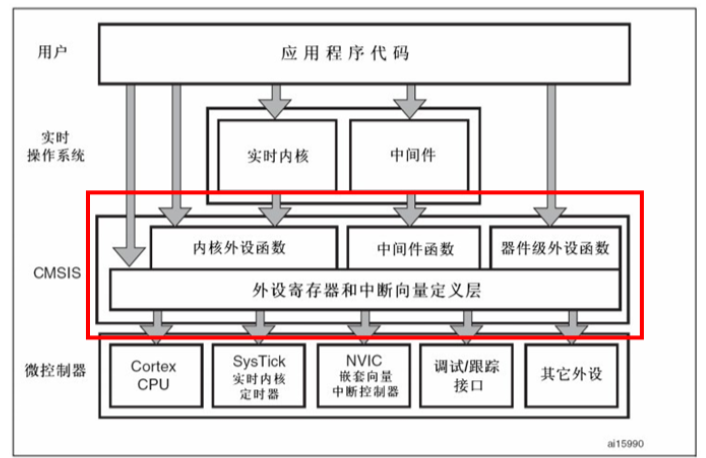 用户
应用程序代码
实时
操作系统
实时内核
中间件
CMSIS
内核外设函数
中间件函数
器件级外设函数
外设寄存器和中断向量定义层
微控制器
Cortex
CPU
SysTick
实时内核
定时器
NVIC
嵌套向量
中断控制器
调试/跟踪
接口
其它外设
ai15990